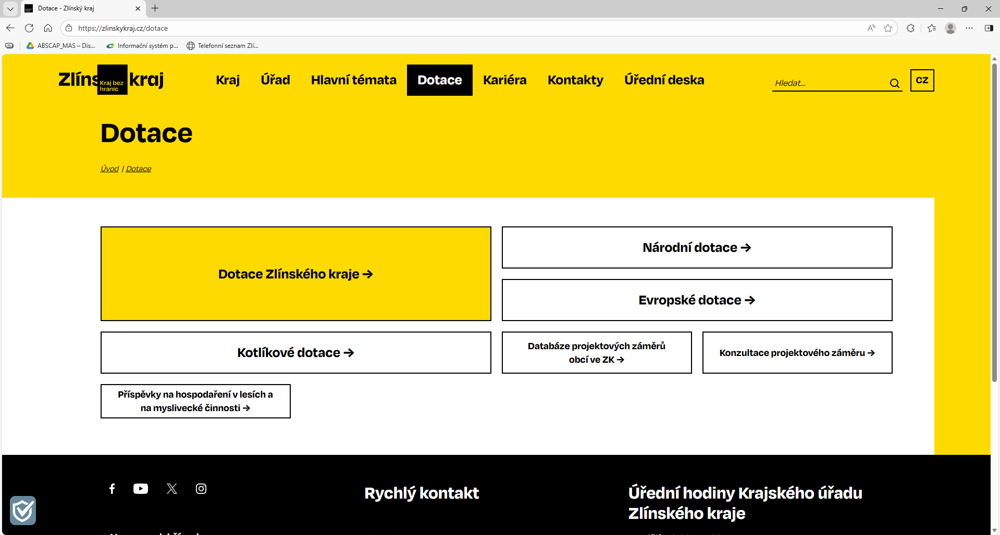 Dotace - Zlínský kraj
https://zlinskykraj.cz/dotace
ABSCAP_MAS – Dis...
Informační systém p...
Telefonní seznam Zlí...
Zlíns kraj
Kraj bez
hranic
Kraj
Úřad
Hlavní témata
Dotace
Kariéra
Kontakty
Úřední deska
Hledat...
CZ
Dotace
Úvod | Dotace
Dotace Zlínského kraje →
Národní dotace →
Evropské dotace →
Kotlíkové dotace →
Databáze projektových záměrů
obcí ve ZK →
Konzultace projektového záměru →
Příspěvky na hospodaření v lesích a
na myslivecké činnosti →
Rychlý kontakt
Úřední hodiny Krajského úřadu
Zlínského kraje